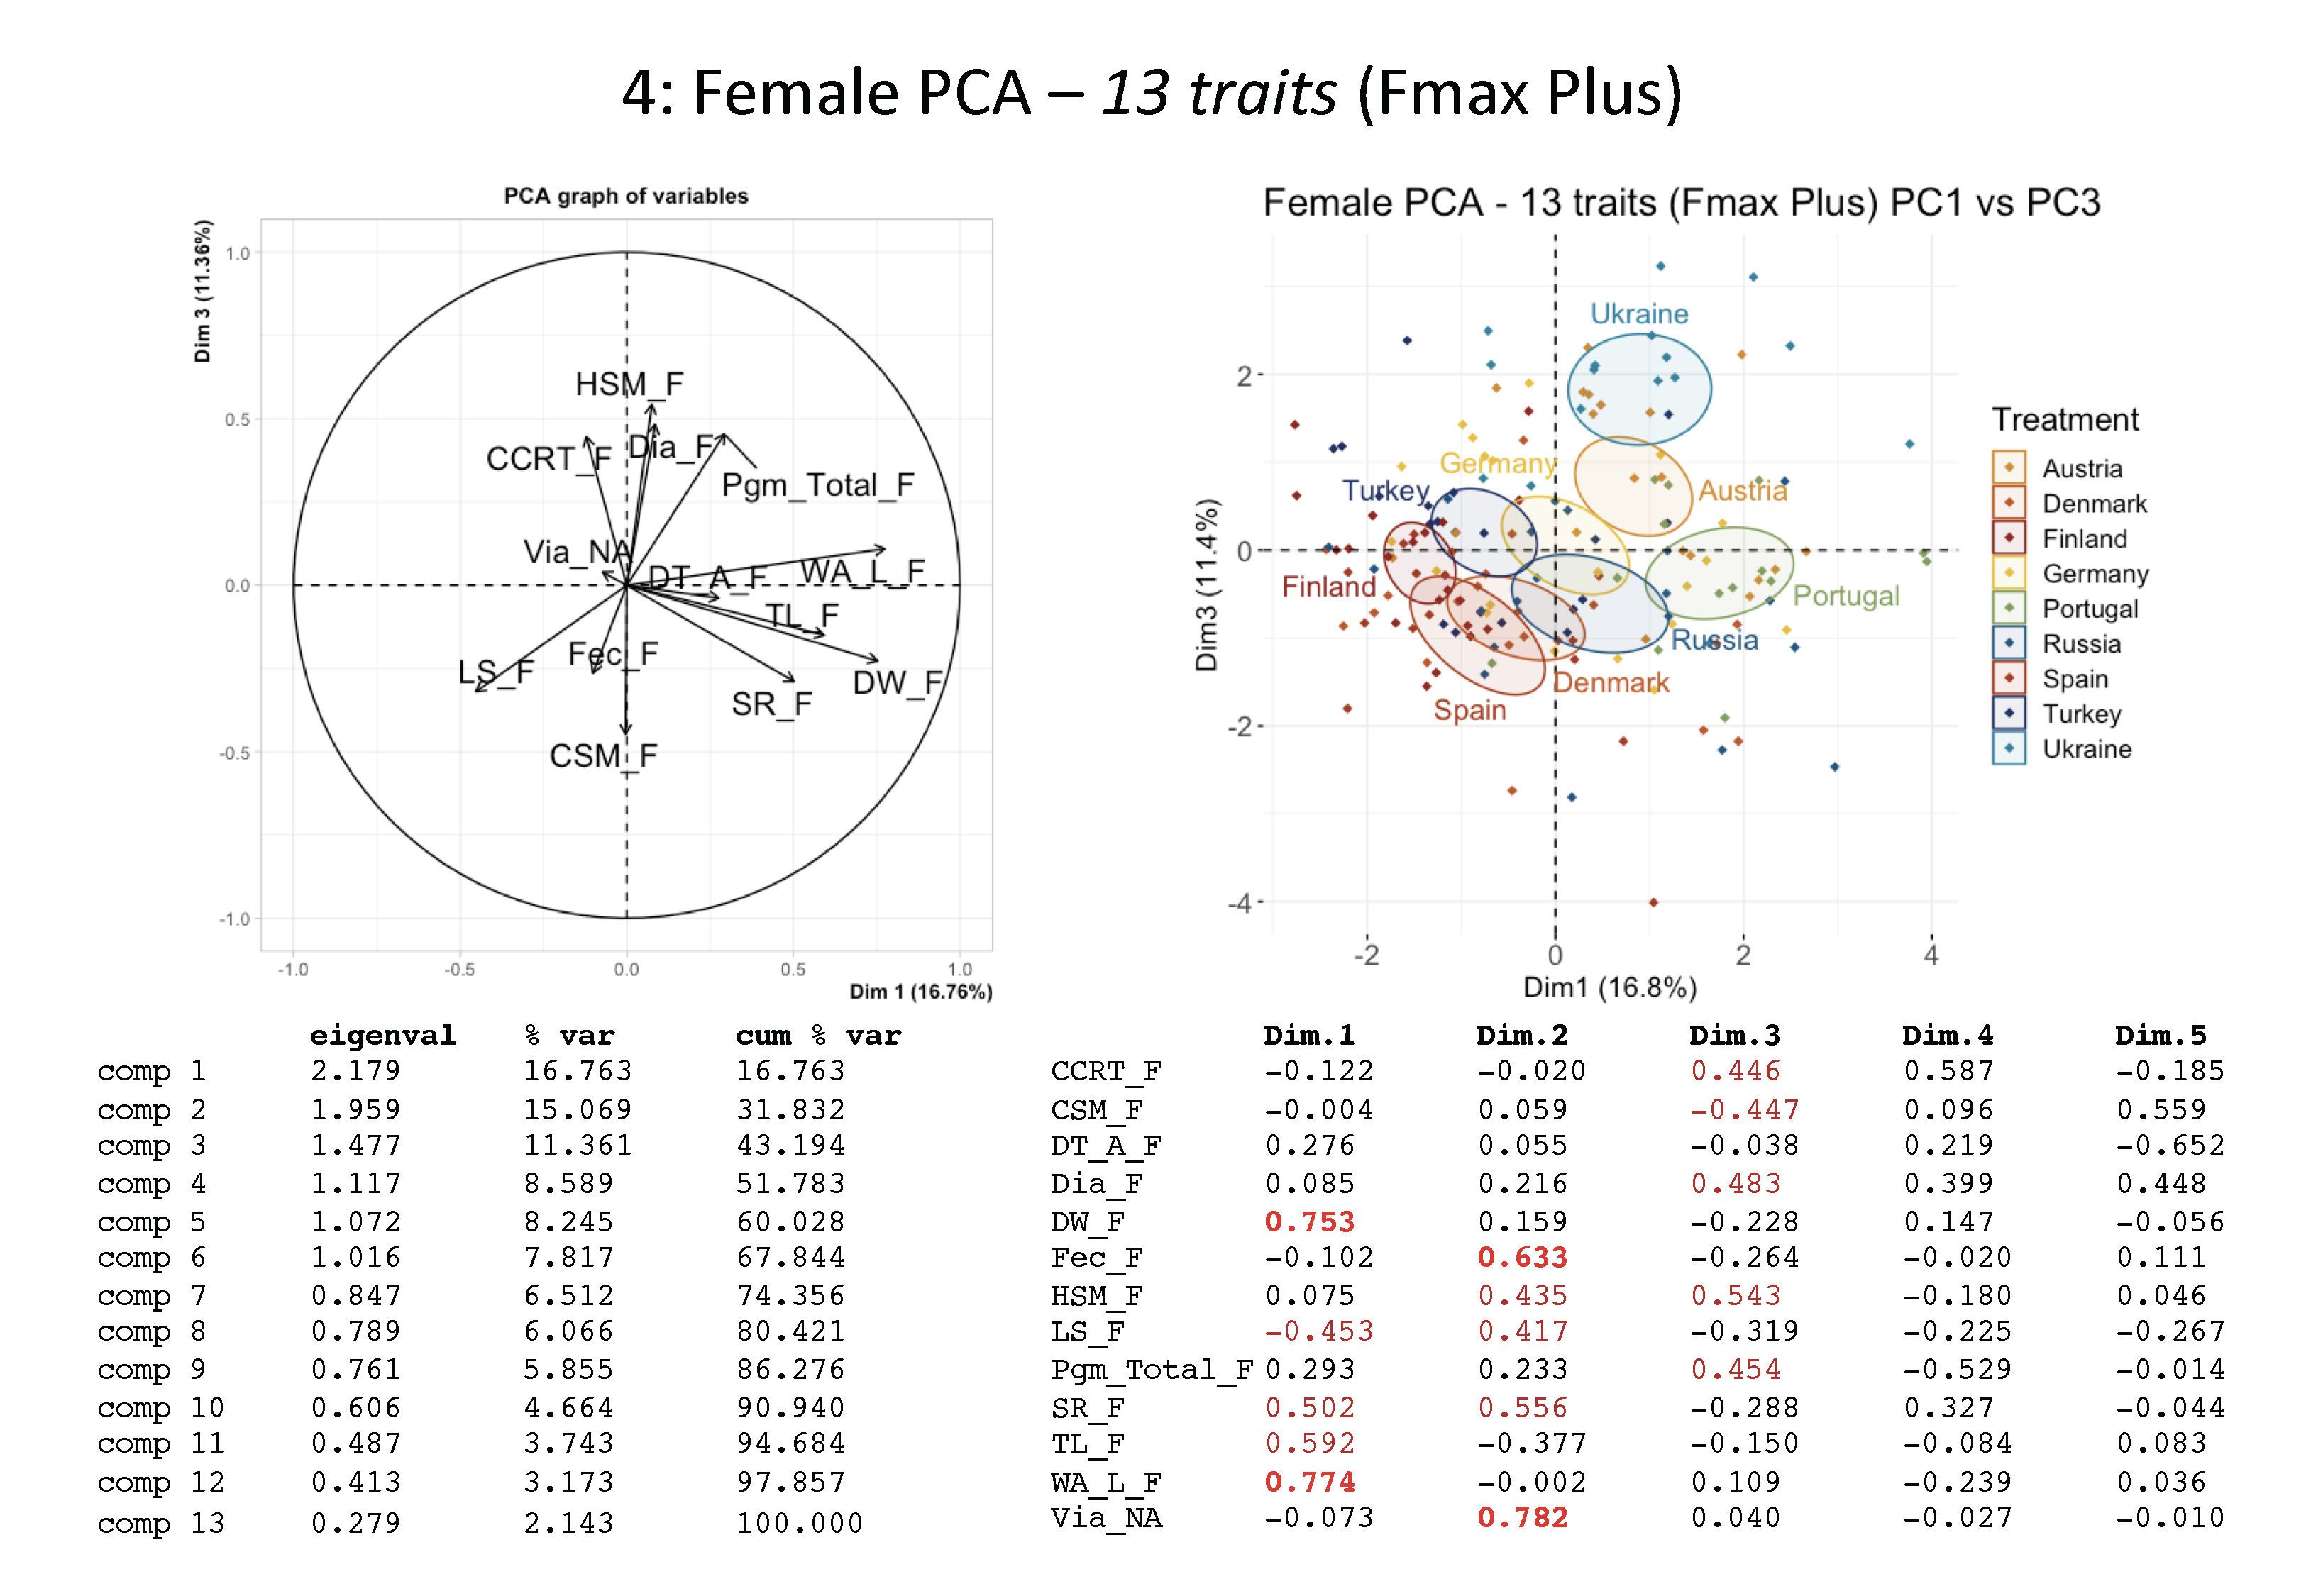 4: Female PCA – 13 traits (Fmax Plus)
PCA graph of variables
Dim 3 (11.36%)
1.0
0.5
0.0
-0.5
-1.0
HSM_F
CCRT_F
Dia_F
Pgm_Total_F
Via_NA
DT_A_F
WA_L_F
TL_F
Fec_F
LS_F
SR_F
DW_F
CSM_F
-1.0 -0.5 0.0 0.5 1.0
Dim 1 (16.76%)
Female PCA - 13 traits (Fmax Plus) PC1 vs PC3
Dim3 (11.4%)
2
0
-2
-4
Ukraine
Germany
Turkey
Austria
Finland
Portugal
Russia
Denmark
Spain
-2 0 2 4
Dim1 (16.8%)
Treatment
Austria
Denmark
Finland
Germany
Portugal
Russia
Spain
Turkey
Ukraine
eigenval % var cum % var
comp 1 2.179 16.763 16.763
comp 2 1.959 15.069 31.832
comp 3 1.477 11.361 43.194
comp 4 1.117 8.589 51.783
comp 5 1.072 8.245 60.028
comp 6 1.016 7.817 67.844
comp 7 0.847 6.512 74.356
comp 8 0.789 6.066 80.421
comp 9 0.761 5.855 86.276
comp 10 0.606 4.664 90.940
comp 11 0.487 3.743 94.684
comp 12 0.413 3.173 97.857
comp 13 0.279 2.143 100.000
Dim.1 Dim.2 Dim.3 Dim.4 Dim.5
CCRT_F -0.122 -0.020 0.446 0.587 -0.185
CSM_F -0.004 0.059 -0.447 0.096 0.559
DT_A_F 0.276 0.055 -0.038 0.219 -0.652
Dia_F 0.085 0.216 0.483 0.399 0.448
DW_F 0.753 0.159 -0.228 0.147 -0.056
Fec_F -0.102 0.633 -0.264 -0.020 0.111
HSM_F 0.075 0.435 0.543 -0.180 0.046
LS_F -0.453 0.417 -0.319 -0.225 -0.267
Pgm_Total_F 0.293 0.233 0.454 -0.529 -0.014
SR_F 0.502 0.556 -0.288 0.327 -0.044
TL_F 0.592 -0.377 -0.150 -0.084 0.083
WA_L_F 0.774 -0.002 0.109 -0.239 0.036
Via_NA -0.073 0.782 0.040 -0.027 -0.010